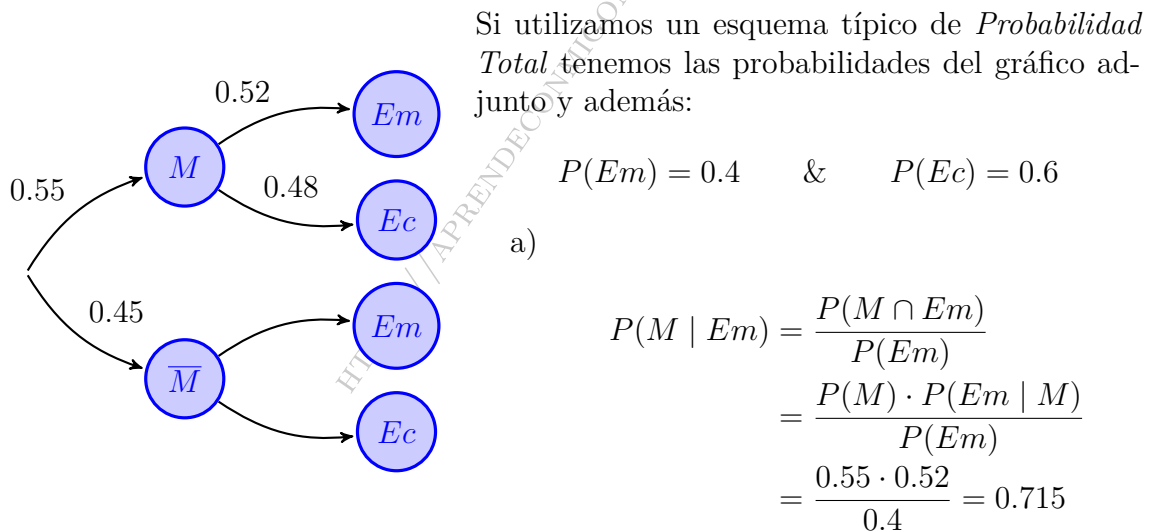 Si utilizamos un esquema típico de Probabilidad
Total tenemos las probabilidades del gráfico ad-
junto y además:
P(Em) = 0.4 & P(Ec) = 0.6
a)
P(M | Em) = P(M ∩ Em) / P(Em)
= P(M) · P(Em | M) / P(Em)
= 0.55 · 0.52 / 0.4 = 0.715
0.55
M
0.52
Em
0.48
Ec
0.45
M̅
Em
Ec
//APRENDECONMIGO